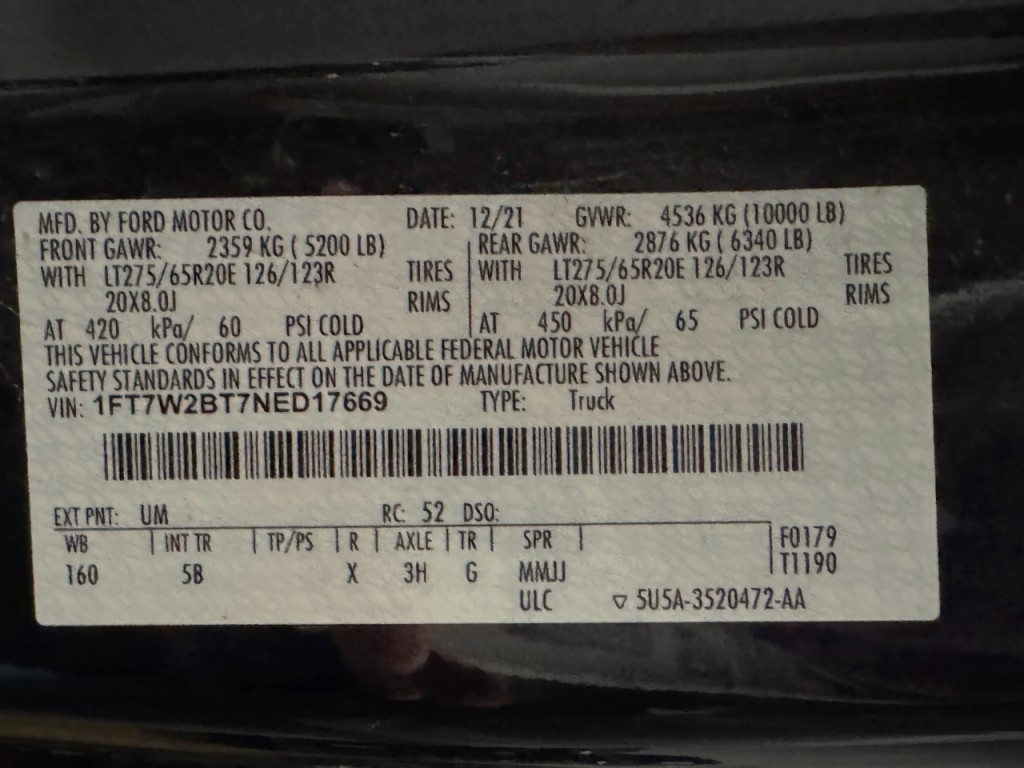 MFD. BY FORD MOTOR CO. DATE: 12/21 GVWR: 4536 KG (10000 LB)
FRONT GAWR: 2359 KG ( 5200 LB) REAR GAWR: 2876 KG ( 6340 LB)
WITH LT275/65R20E 126/123R TIRES WITH LT275/65R20E 126/123R TIRES
20X8.0J RIMS 20X8.0J RIMS
AT 420 kPa/ 60 PSI COLD AT 450 kPa/ 65 PSI COLD
THIS VEHICLE CONFORMS TO ALL APPLICABLE FEDERAL MOTOR VEHICLE
SAFETY STANDARDS IN EFFECT ON THE DATE OF MANUFACTURE SHOWN ABOVE.
VIN: 1FT7W2BT7NED17669 TYPE: Truck
EXT PNT: UM RC: 52 DSO:
WB INT TR TP/PS R AXLE TR SPR F0179
160 5B X 3H G MMJJ T1190
ULC ▽ 5U5A-3520472-AA